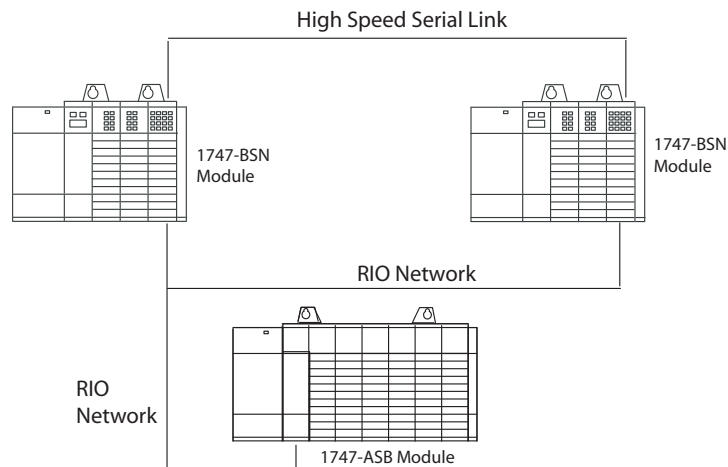 High Speed Serial Link
1747-BSN
Module
1747-BSN
Module
RIO Network
RIO
Network
1747-ASB Module